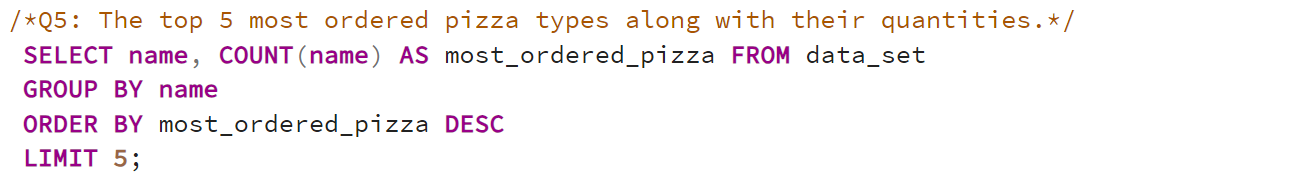 /*Q5: The top 5 most ordered pizza types along with their quantities.*/
SELECT name, COUNT(name) AS most_ordered_pizza FROM data_set
GROUP BY name
ORDER BY most_ordered_pizza DESC
LIMIT 5;